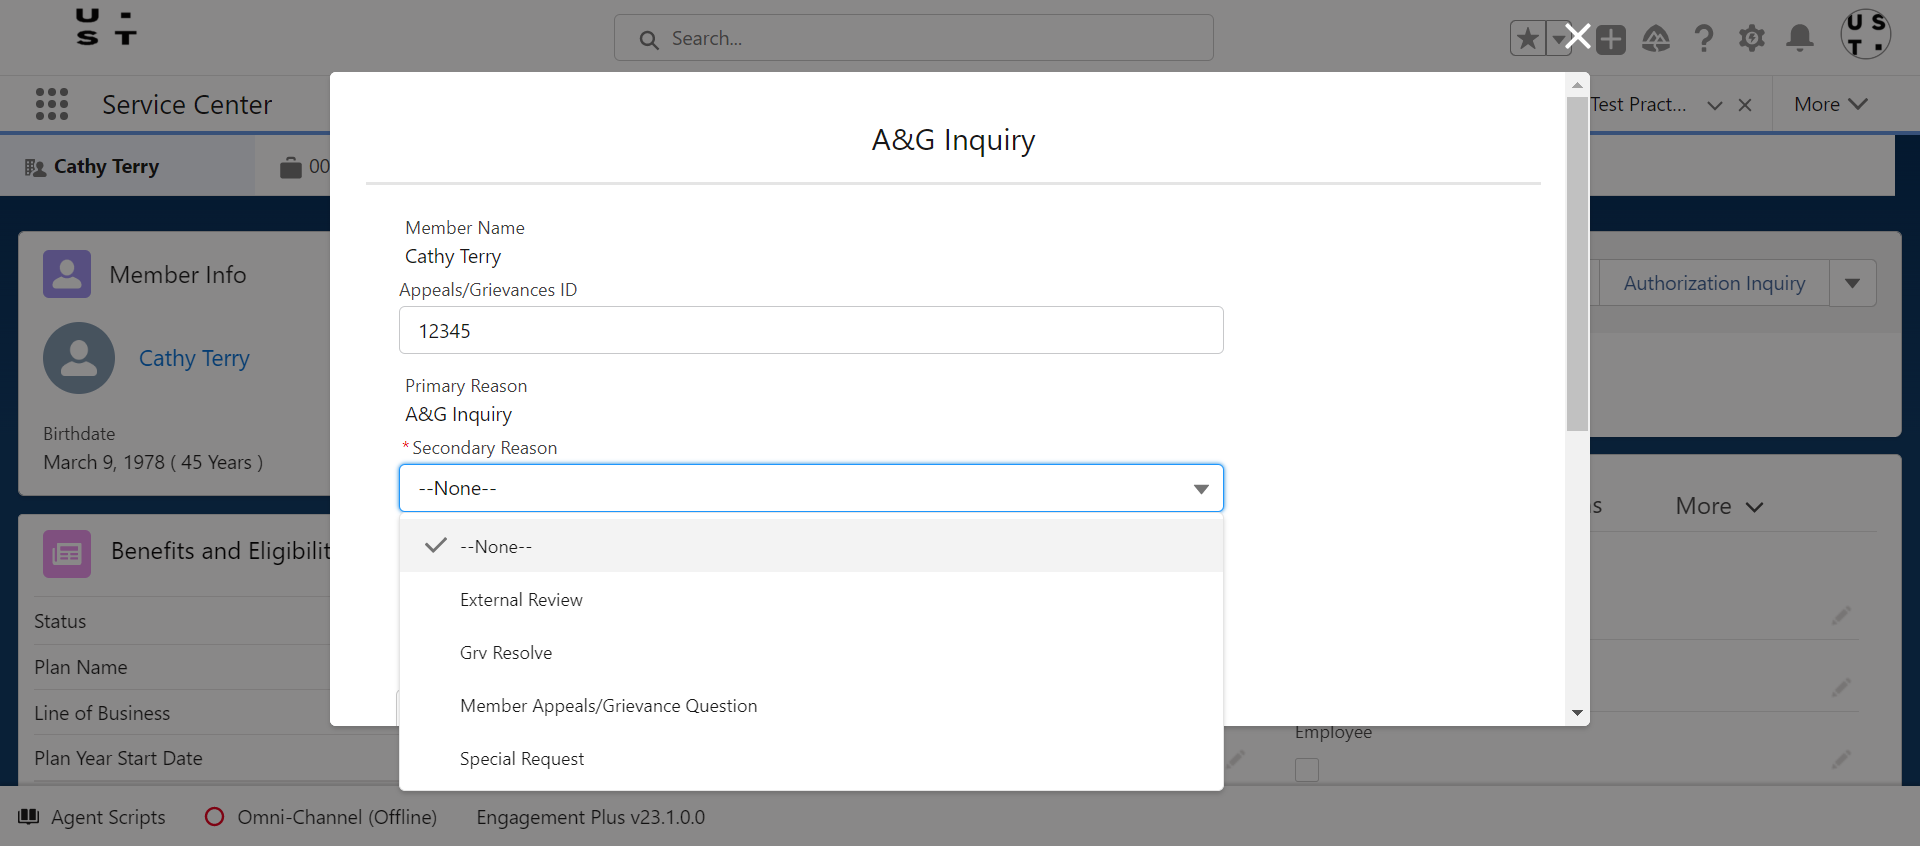 U ·
S T
Search...
U S
T ·
Service Center
Test Pract...
More
Cathy Terry
00
A&G Inquiry
Member Name
Cathy Terry
Appeals/Grievances ID
12345
Primary Reason
A&G Inquiry
* Secondary Reason
--None--
--None--
External Review
Grv Resolve
Member Appeals/Grievance Question
Special Request
Member Info
Cathy Terry
Birthdate
March 9, 1978 ( 45 Years )
Authorization Inquiry
s
More
Benefits and Eligibilit
Status
Plan Name
Line of Business
Plan Year Start Date
Employee
Agent Scripts
Omni-Channel (Offline)
Engagement Plus v23.1.0.0